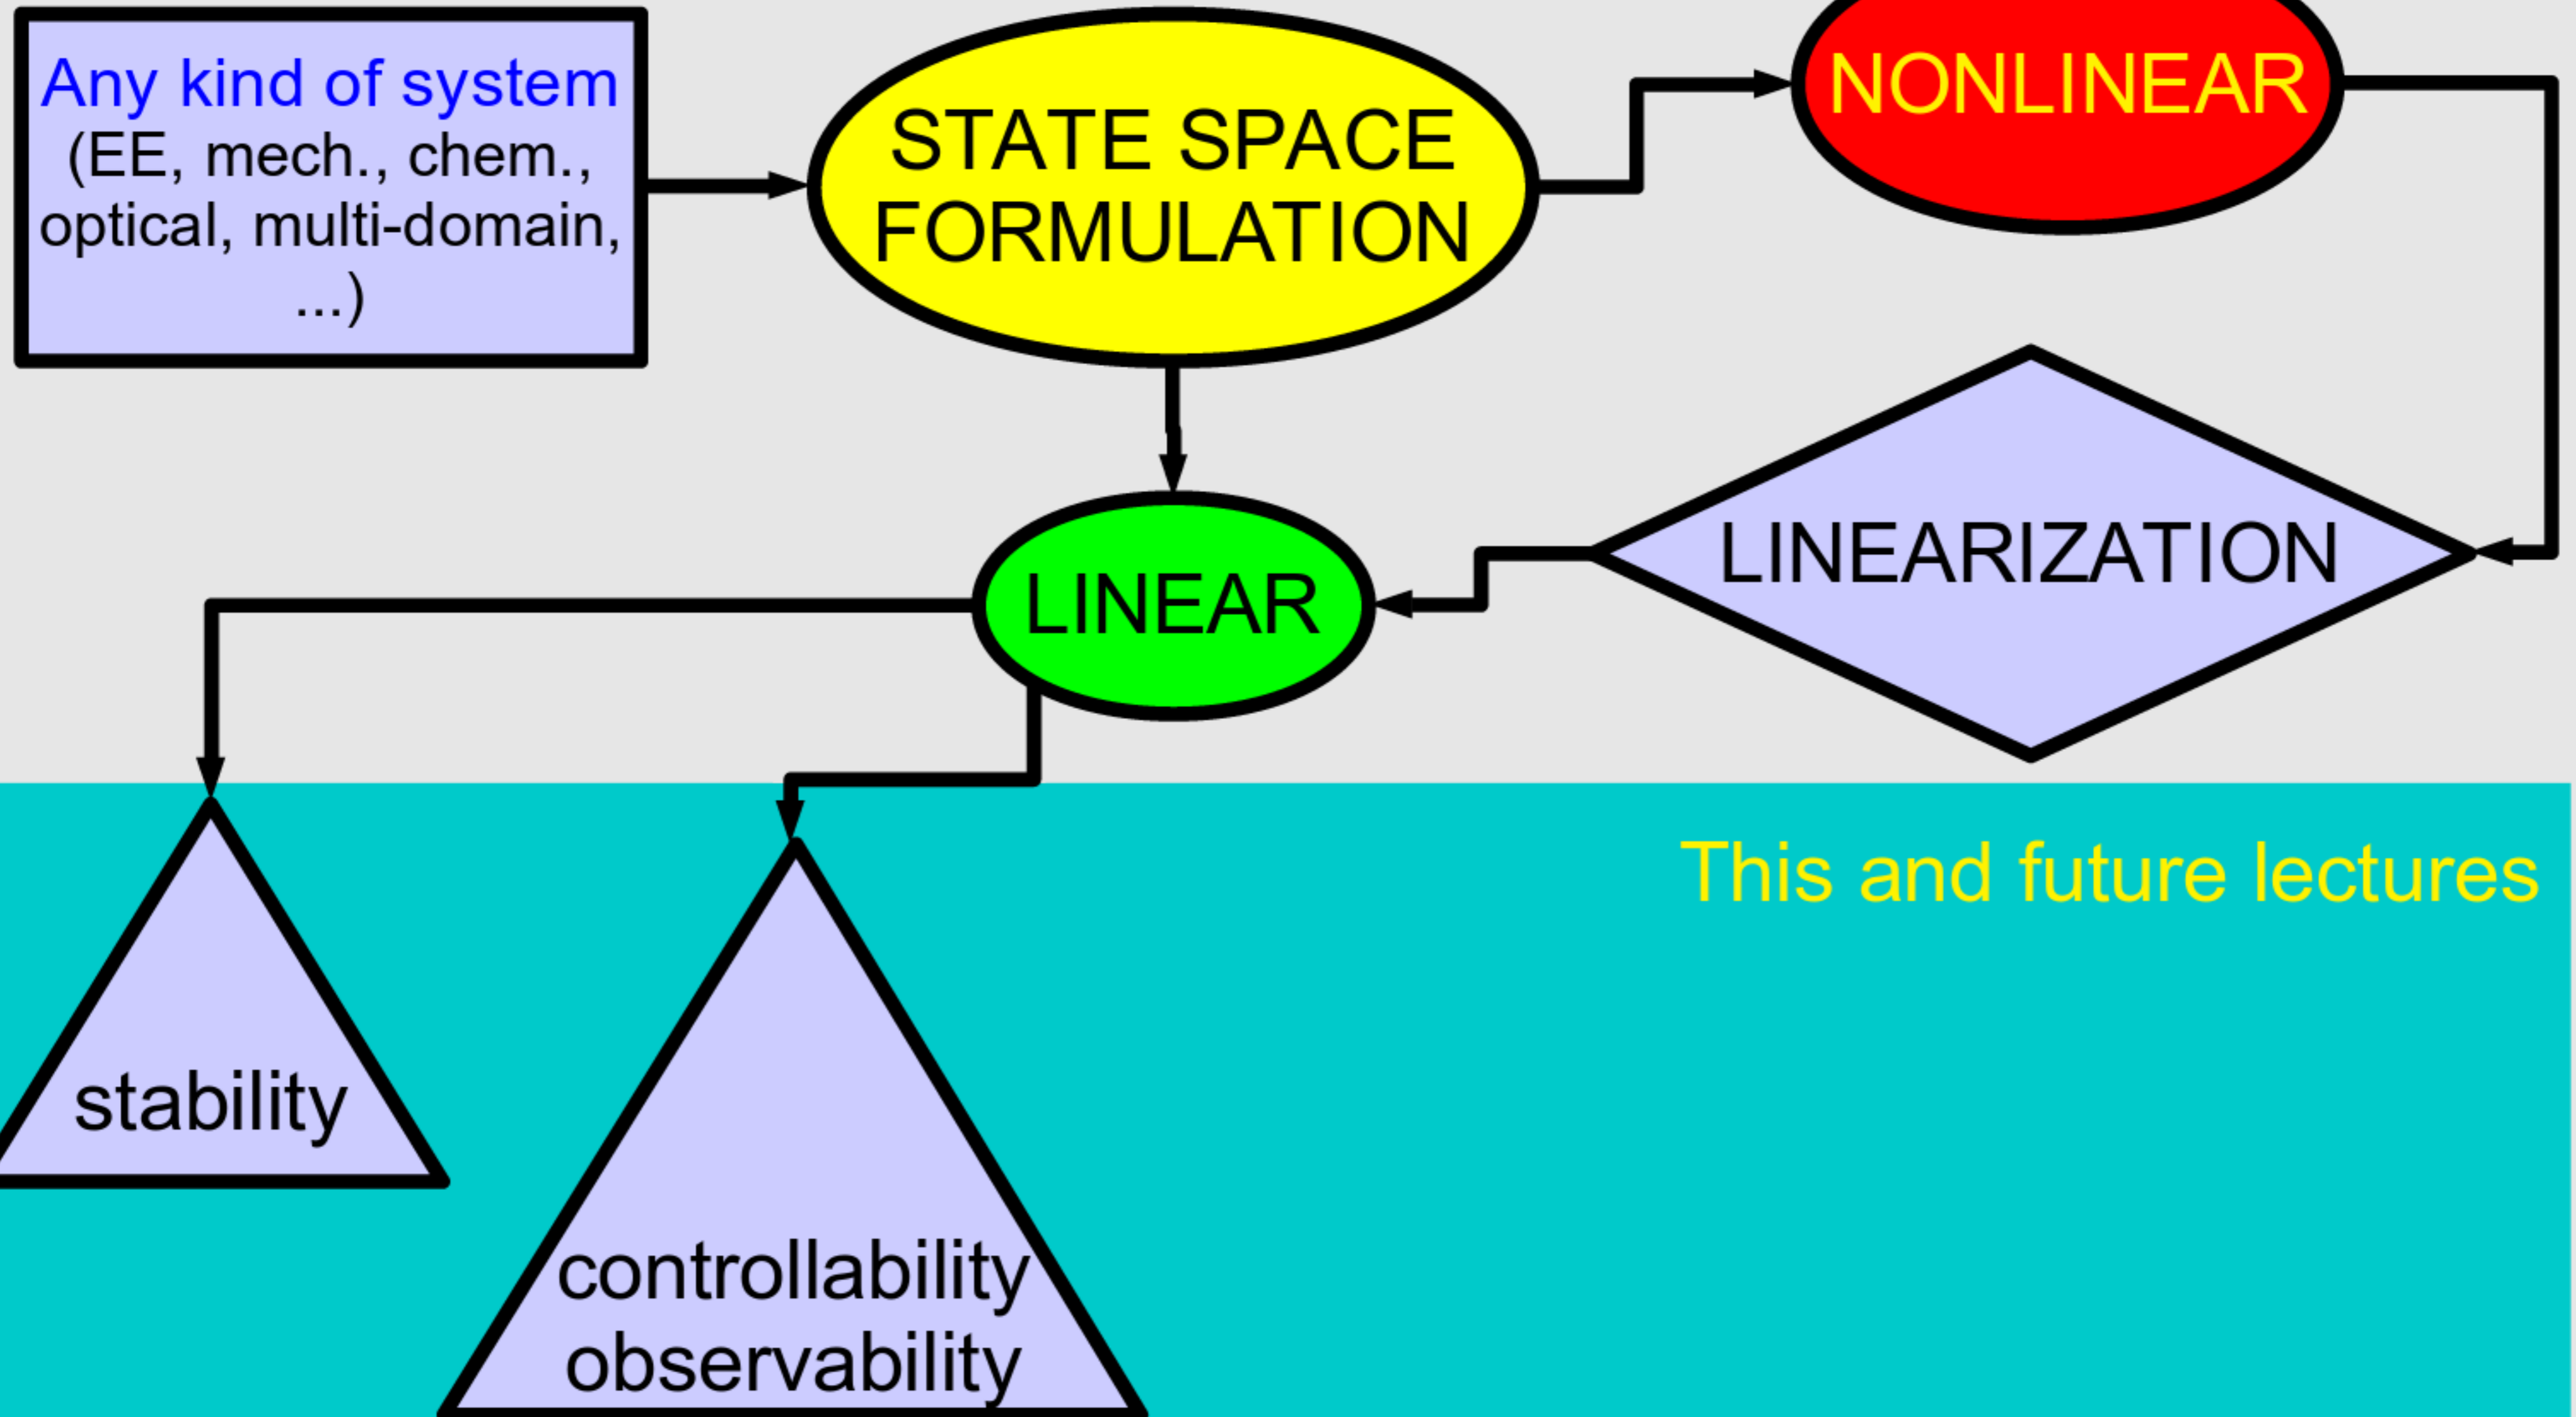 Any kind of system
(EE, mech., chem.,
optical, multi-domain,
...)
STATE SPACE
FORMULATION
NONLINEAR
LINEARIZATION
LINEAR
This and future lectures
stability
controllability
observability